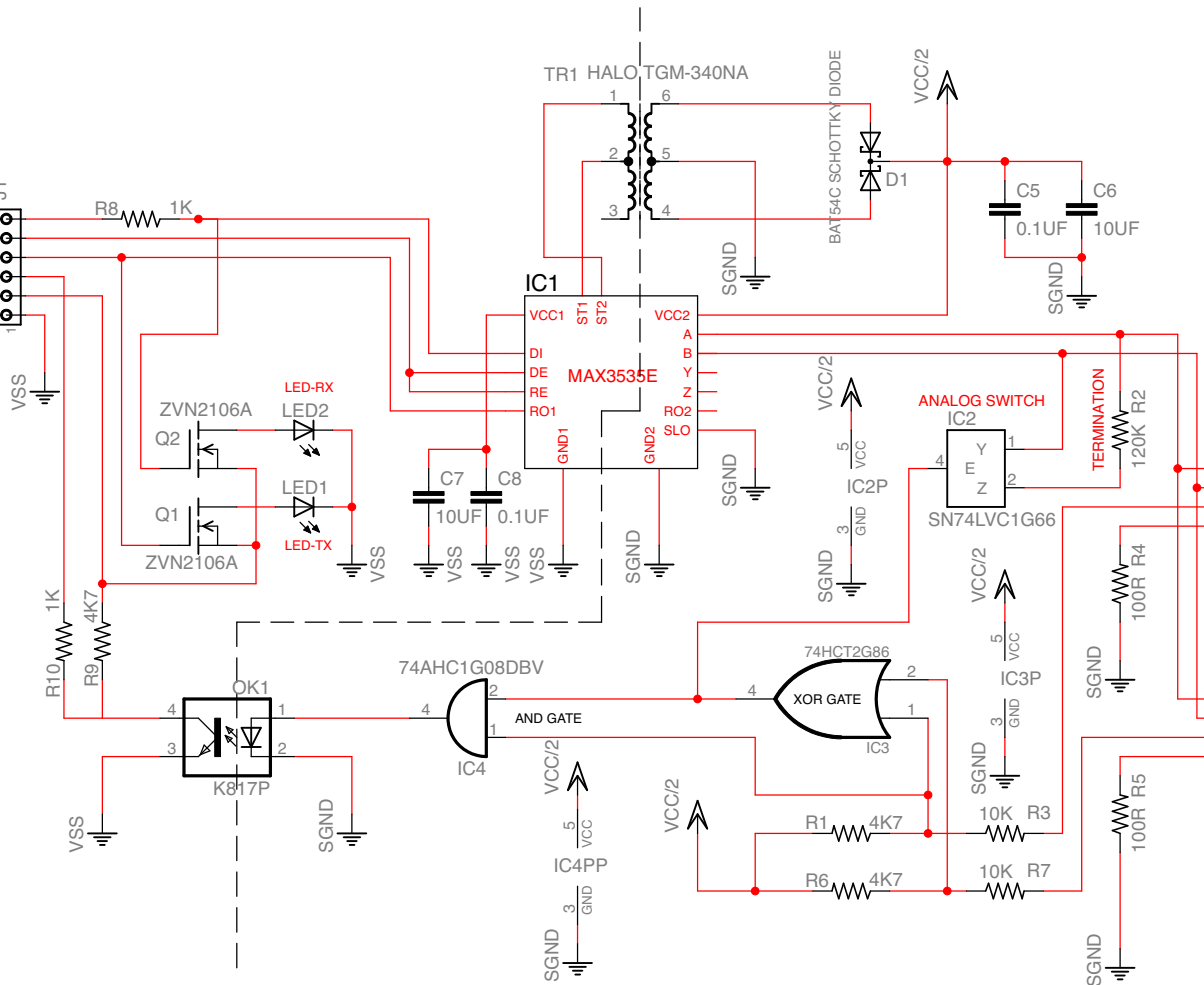 TR1 HALO TGM-340NA
1
6
2
5
3
4
BAT54C SCHOTTKY DIODE
D1
VCC/2
C5
0.1UF
C6
10UF
SGND
SGND
J1
1
R8
1K
VSS
IC1
VCC1
ST1
ST2
VCC2
DI
DE
RE
RO1
MAX3535E
A
B
Y
Z
RO2
SLO
GND1
GND2
SGND
ZVN2106A
Q2
LED-RX
LED2
Q1
LED1
LED-TX
ZVN2106A
VSS
C7
10UF
C8
0.1UF
VSS
VSS
VSS
SGND
VCC/2
5
VCC
IC2P
3
GND
SGND
ANALOG SWITCH
IC2
4
E
Y
Z
1
2
SN74LVC1G66
TERMINATION
120K R2
VCC/2
5
VCC
IC3P
3
GND
SGND
100R R4
SGND
1K
R10
4K7
R9
OK1
4
3
1
2
K817P
VSS
SGND
74AHC1G08DBV
4
2
1
AND GATE
IC4
74HCT2G86
4
2
1
XOR GATE
IC3
VCC/2
5
VCC
IC4PP
3
GND
SGND
VCC/2
R1
4K7
10K
R3
R6
4K7
10K
R7
100R R5
SGND